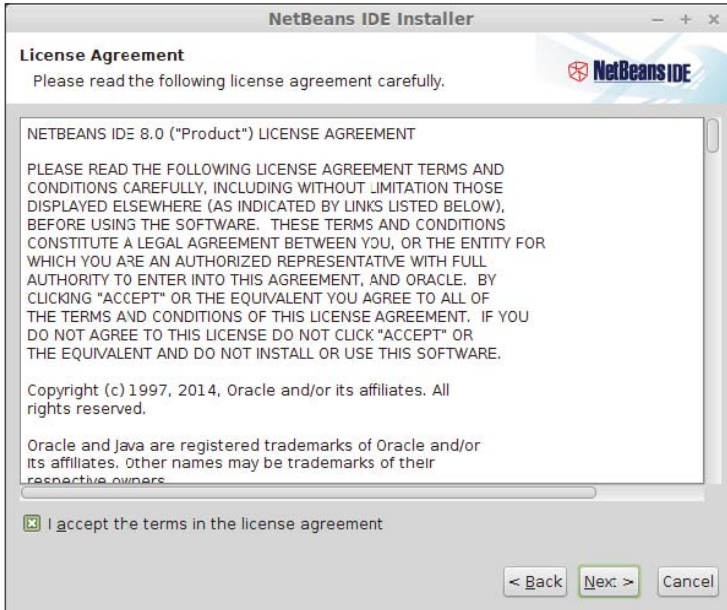 NetBeans IDE Installer
License Agreement
Please read the following license agreement carefully.
NetBeans IDE
NETBEANS IDE 8.0 ("Product") LICENSE AGREEMENT
PLEASE READ THE FOLLOWING LICENSE AGREEMENT TERMS AND
CONDITIONS CAREFULLY, INCLUDING WITHOUT LIMITATION THOSE
DISPLAYED ELSEWHERE (AS INDICATED BY LINKS LISTED BELOW),
BEFORE USING THE SOFTWARE. THESE TERMS AND CONDITIONS
CONSTITUTE A LEGAL AGREEMENT BETWEEN YOU, OR THE ENTITY FOR
WHICH YOU ARE AN AUTHORIZED REPRESENTATIVE WITH FULL
AUTHORITY TO ENTER INTO THIS AGREEMENT, AND ORACLE. BY
CLICKING "ACCEPT" OR THE EQUIVALENT YOU AGREE TO ALL OF
THE TERMS AND CONDITIONS OF THIS LICENSE AGREEMENT. IF YOU
DO NOT AGREE TO THIS LICENSE DO NOT CLICK "ACCEPT" OR
THE EQUIVALENT AND DO NOT INSTALL OR USE THIS SOFTWARE.
Copyright (c) 1997, 2014, Oracle and/or its affiliates. All
rights reserved.
Oracle and Java are registered trademarks of Oracle and/or
its affiliates. Other names may be trademarks of their
respective owners.
I accept the terms in the license agreement
< Back Next > Cancel